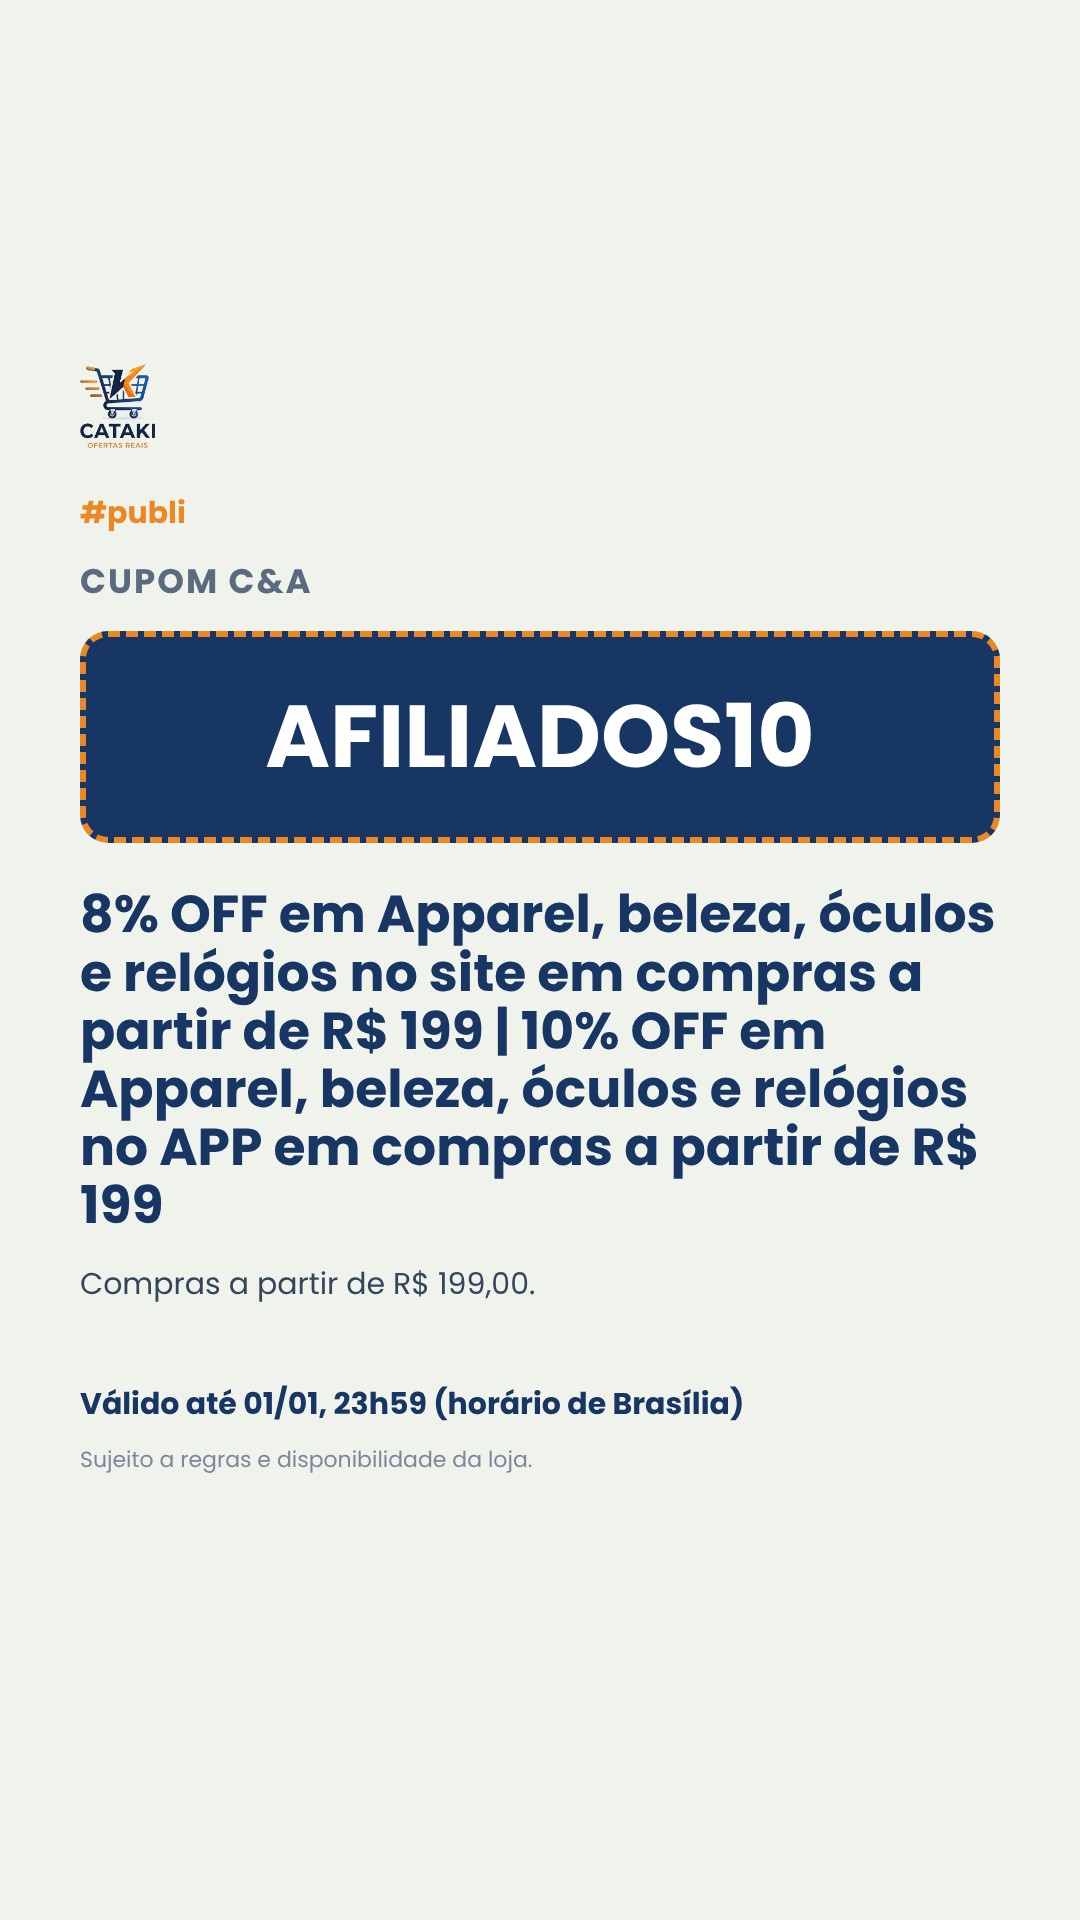 CATAKI
OFERTAS REAIS
#publi
CUPOM C&A
AFILIADOS10
8% OFF em Apparel, beleza, óculos
e relógios no site em compras a
partir de R$ 199 | 10% OFF em
Apparel, beleza, óculos e relógios
no APP em compras a partir de R$
199
Compras a partir de R$ 199,00.
Válido até 01/01, 23h59 (horário de Brasília)
Sujeito a regras e disponibilidade da loja.